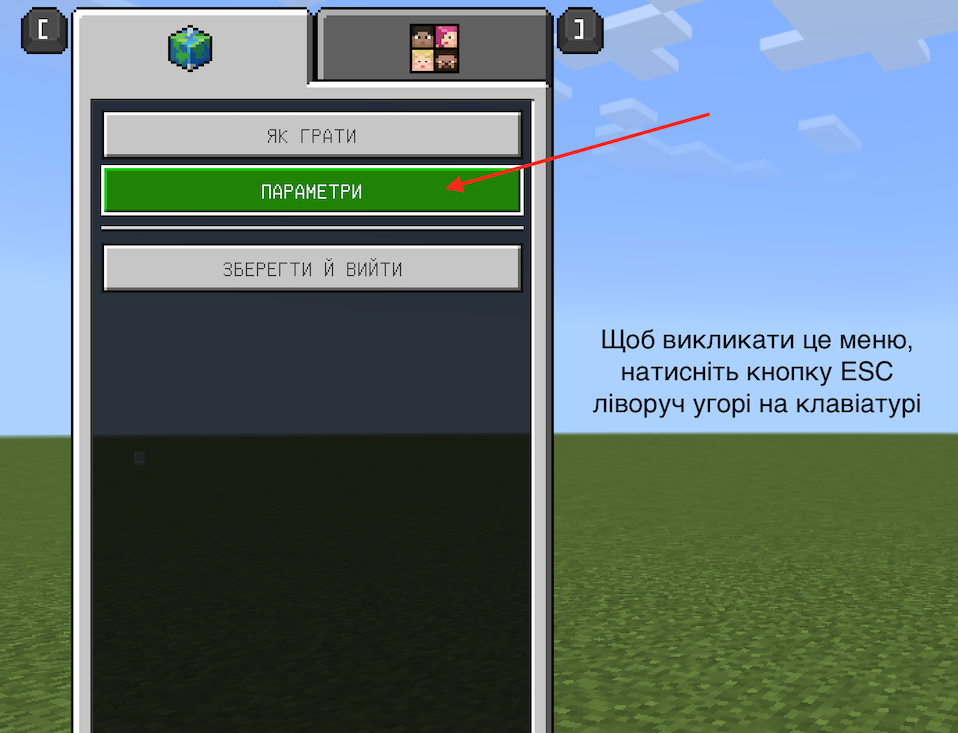 [
]
ЯК ГРАТИ
ПАРАМЕТРИ
ЗБЕРЕГТИ Й ВИЙТИ
Щоб викликати це меню,
натисніть кнопку ESC
ліворуч угорі на клавіатурі